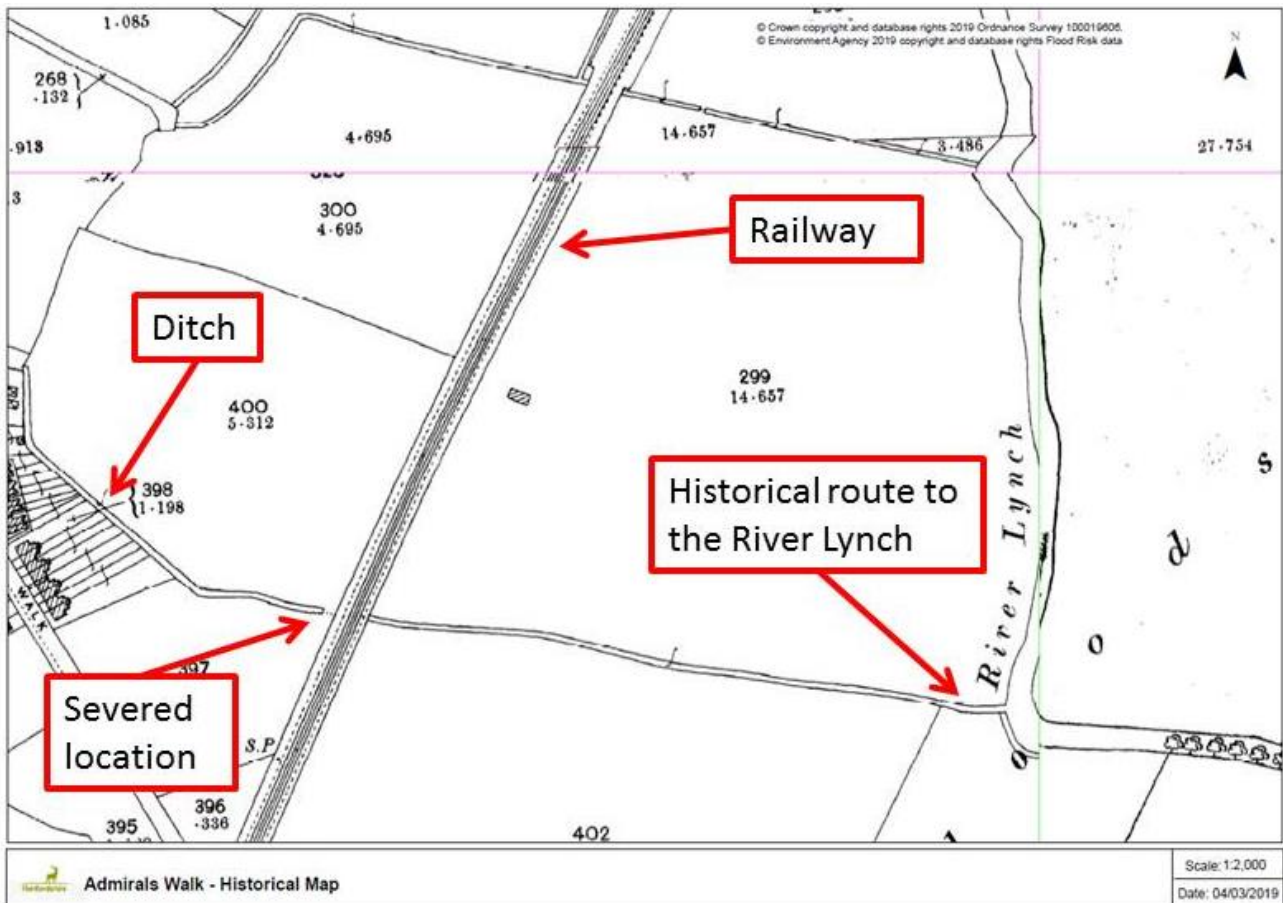 © Crown copyright and database rights 2019 Ordnance Survey 100019606.
© Environment Agency 2019 copyright and database rights Flood Risk data
N
1·085
268
·132
4·695
14·657
3·486
27·754
·918
3
300
4·695
Railway
Ditch
299
14·657
400
5·312
398
1·198
Historical route to
the River Lynch
River Lynch
s
d
o
o
WALK
397
Severed
location
S.P
396
·336
395
402
Hertfordshire
Admirals Walk - Historical Map
Scale: 1:2,000
Date: 04/03/2019